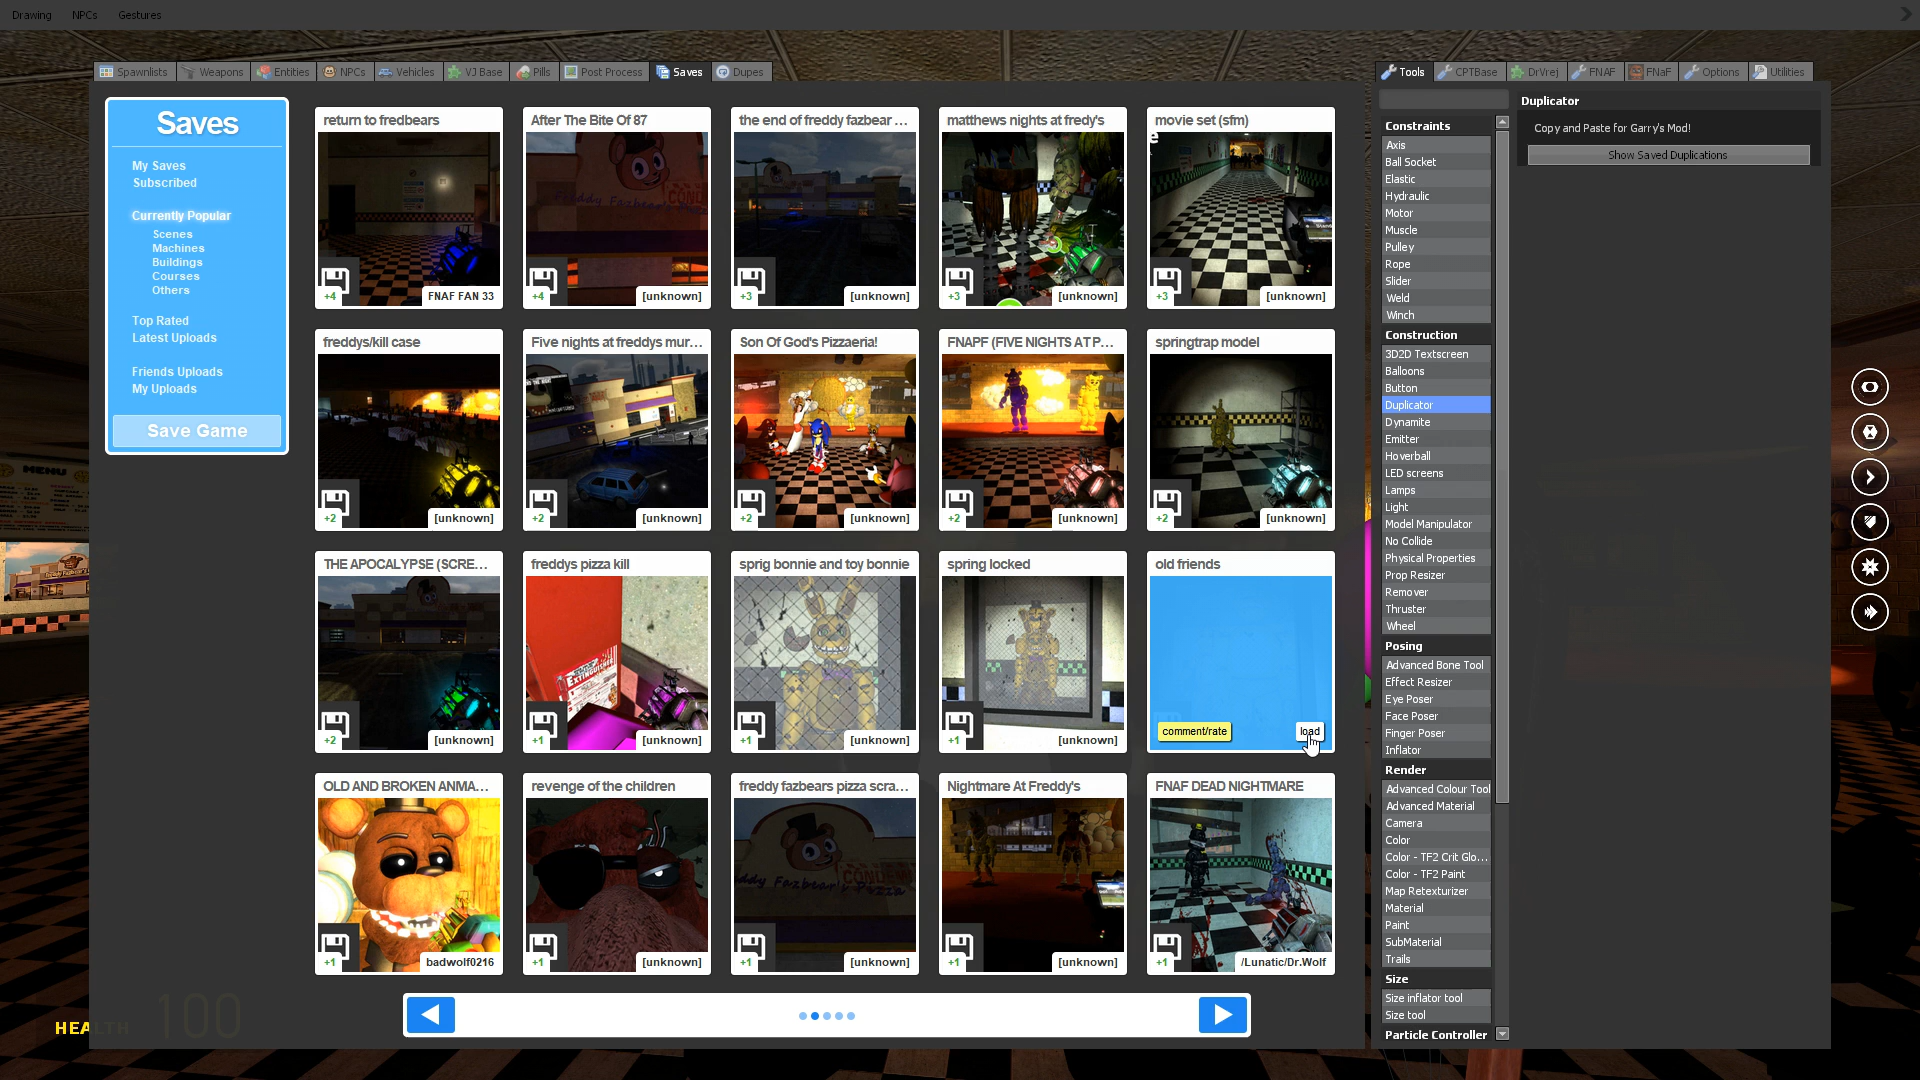 Drawing NPCs Gestures
Spawnlists Weapons Entities NPCs Vehicles VJ Base Pills Post Process Saves Dupes
Tools CPTBase DrVrej FNAF FNaF Options Utilities
Saves
My Saves
Subscribed
Currently Popular
Scenes
Machines
Buildings
Courses
Others
Top Rated
Latest Uploads
Friends Uploads
My Uploads
Save Game
return to fredbears
+4
FNAF FAN 33
After The Bite Of 87
+4
[unknown]
the end of freddy fazbear ...
+3
[unknown]
matthews nights at fredy's
+3
[unknown]
movie set (sfm)
+3
[unknown]
freddys/kill case
+2
[unknown]
Five nights at freddys mur...
+2
[unknown]
Son Of God's Pizzaeria!
+2
[unknown]
FNAPF (FIVE NIGHTS AT P...
+2
[unknown]
springtrap model
+2
[unknown]
THE APOCALYPSE (SCRE...
+2
[unknown]
freddys pizza kill
+1
[unknown]
sprig bonnie and toy bonnie
+1
[unknown]
spring locked
+1
[unknown]
old friends
comment/rate
load
OLD AND BROKEN ANMA...
+1
badwolf0216
revenge of the children
+1
[unknown]
freddy fazbears pizza scra...
+1
[unknown]
Nightmare At Freddy's
+1
[unknown]
FNAF DEAD NIGHTMARE
+1
/Lunatic/Dr.Wolf
HEALTH 100
Constraints
Axis
Ball Socket
Elastic
Hydraulic
Motor
Muscle
Pulley
Rope
Slider
Weld
Winch
Construction
3D2D Textscreen
Balloons
Button
Duplicator
Dynamite
Emitter
Hoverball
LED screens
Lamps
Light
Model Manipulator
No Collide
Physical Properties
Prop Resizer
Remover
Thruster
Wheel
Posing
Advanced Bone Tool
Effect Resizer
Eye Poser
Face Poser
Finger Poser
Inflator
Render
Advanced Colour Tool
Advanced Material
Camera
Color
Color - TF2 Crit Glo...
Color - TF2 Paint
Map Retexturizer
Material
Paint
SubMaterial
Trails
Size
Size inflator tool
Size tool
Particle Controller
Duplicator
Copy and Paste for Garry's Mod!
Show Saved Duplications